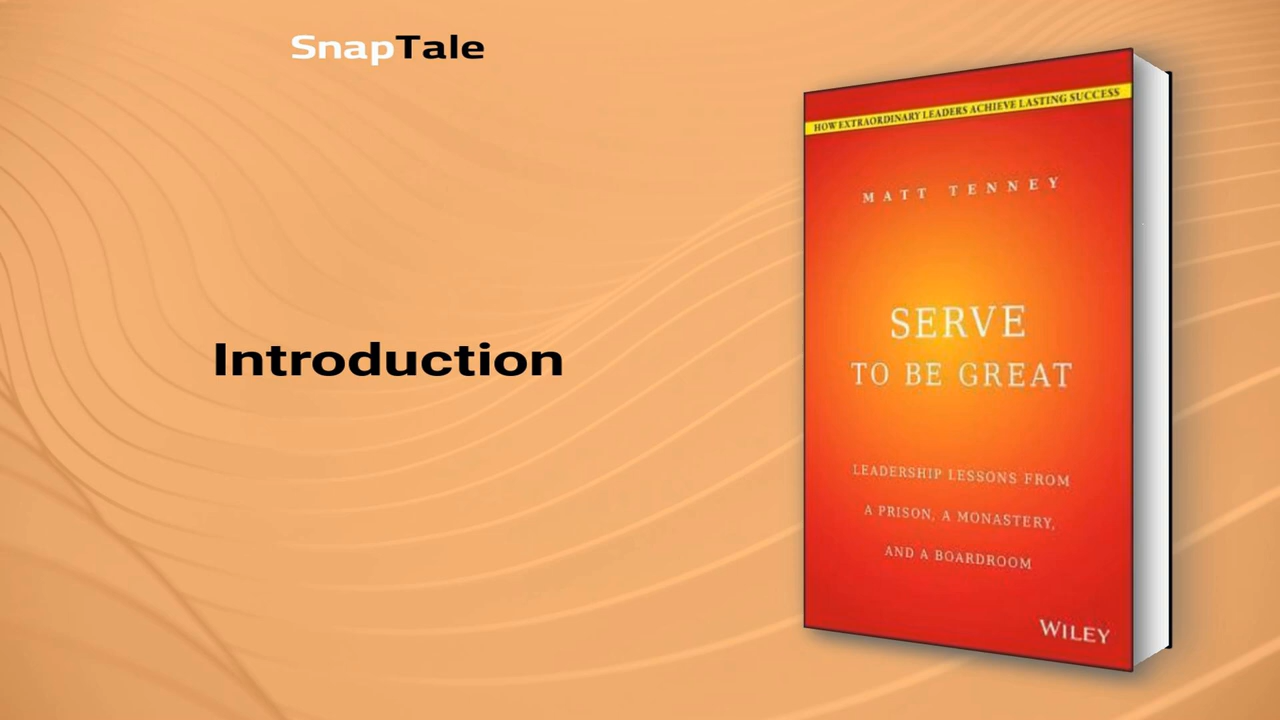 SnapTale
Introduction
HOW EXTRAORDINARY LEADERS ACHIEVE LASTING SUCCESS
MATT TENNEY
SERVE
TO BE GREAT
LEADERSHIP LESSONS FROM
A PRISON, A MONASTERY,
AND A BOARDROOM
WILEY